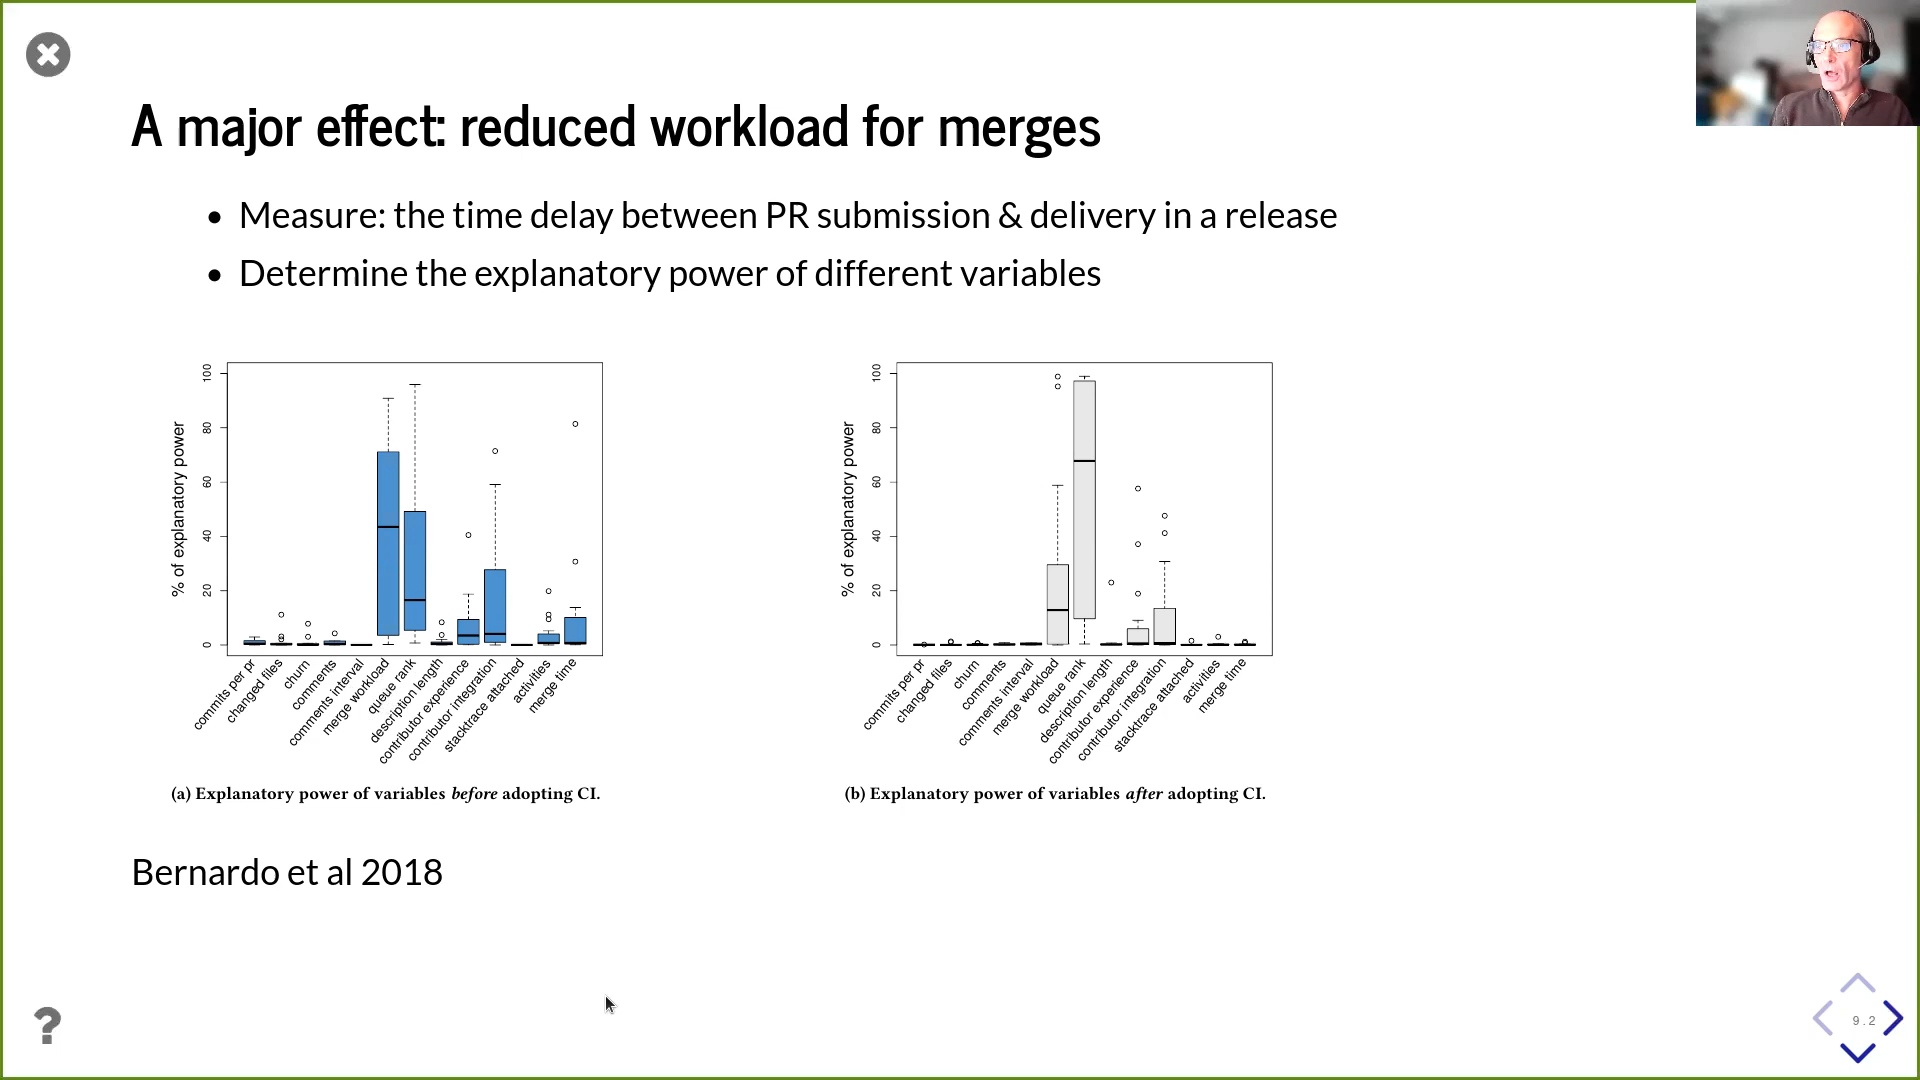 A major effect: reduced workload for merges
Measure: the time delay between PR submission & delivery in a release
Determine the explanatory power of different variables
% of explanatory power
100
80
60
40
20
0
commits per pr
changed files
churn
comments
comments interval
merge workload
queue rank
description length
contributor experience
contributor integration
stacktrace attached
activities
merge time
(a) Explanatory power of variables before adopting CI.
% of explanatory power
100
80
60
40
20
0
commits per pr
changed files
churn
comments
comments interval
merge workload
queue rank
description length
contributor experience
contributor integration
stacktrace attached
activities
merge time
(b) Explanatory power of variables after adopting CI.
Bernardo et al 2018
?
9.2